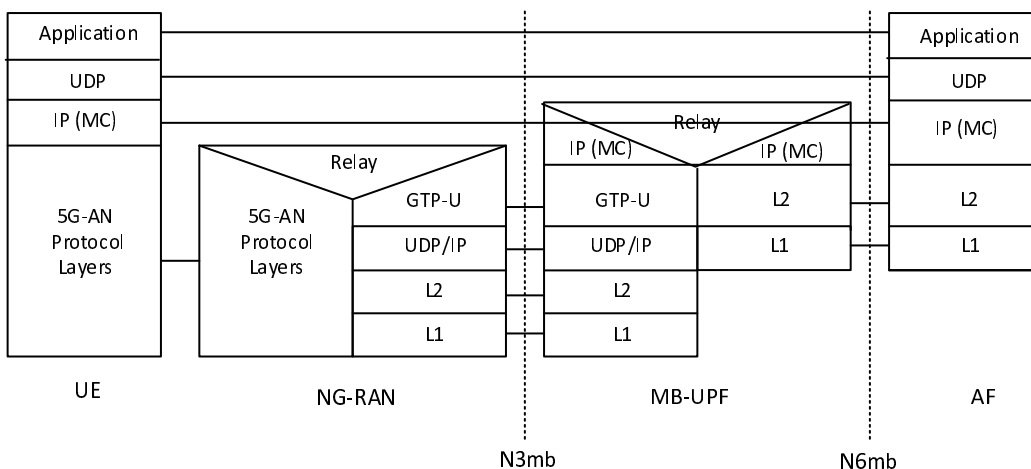 Application
UDP
IP (MC)
5G-AN
Protocol
Layers
UE
Relay
5G-AN
Protocol
Layers
GTP-U
UDP/IP
L2
L1
NG-RAN
N3mb
Relay
IP (MC)
IP (MC)
GTP-U
UDP/IP
L2
L1
L2
L1
MB-UPF
N6mb
Application
UDP
IP (MC)
L2
L1
AF